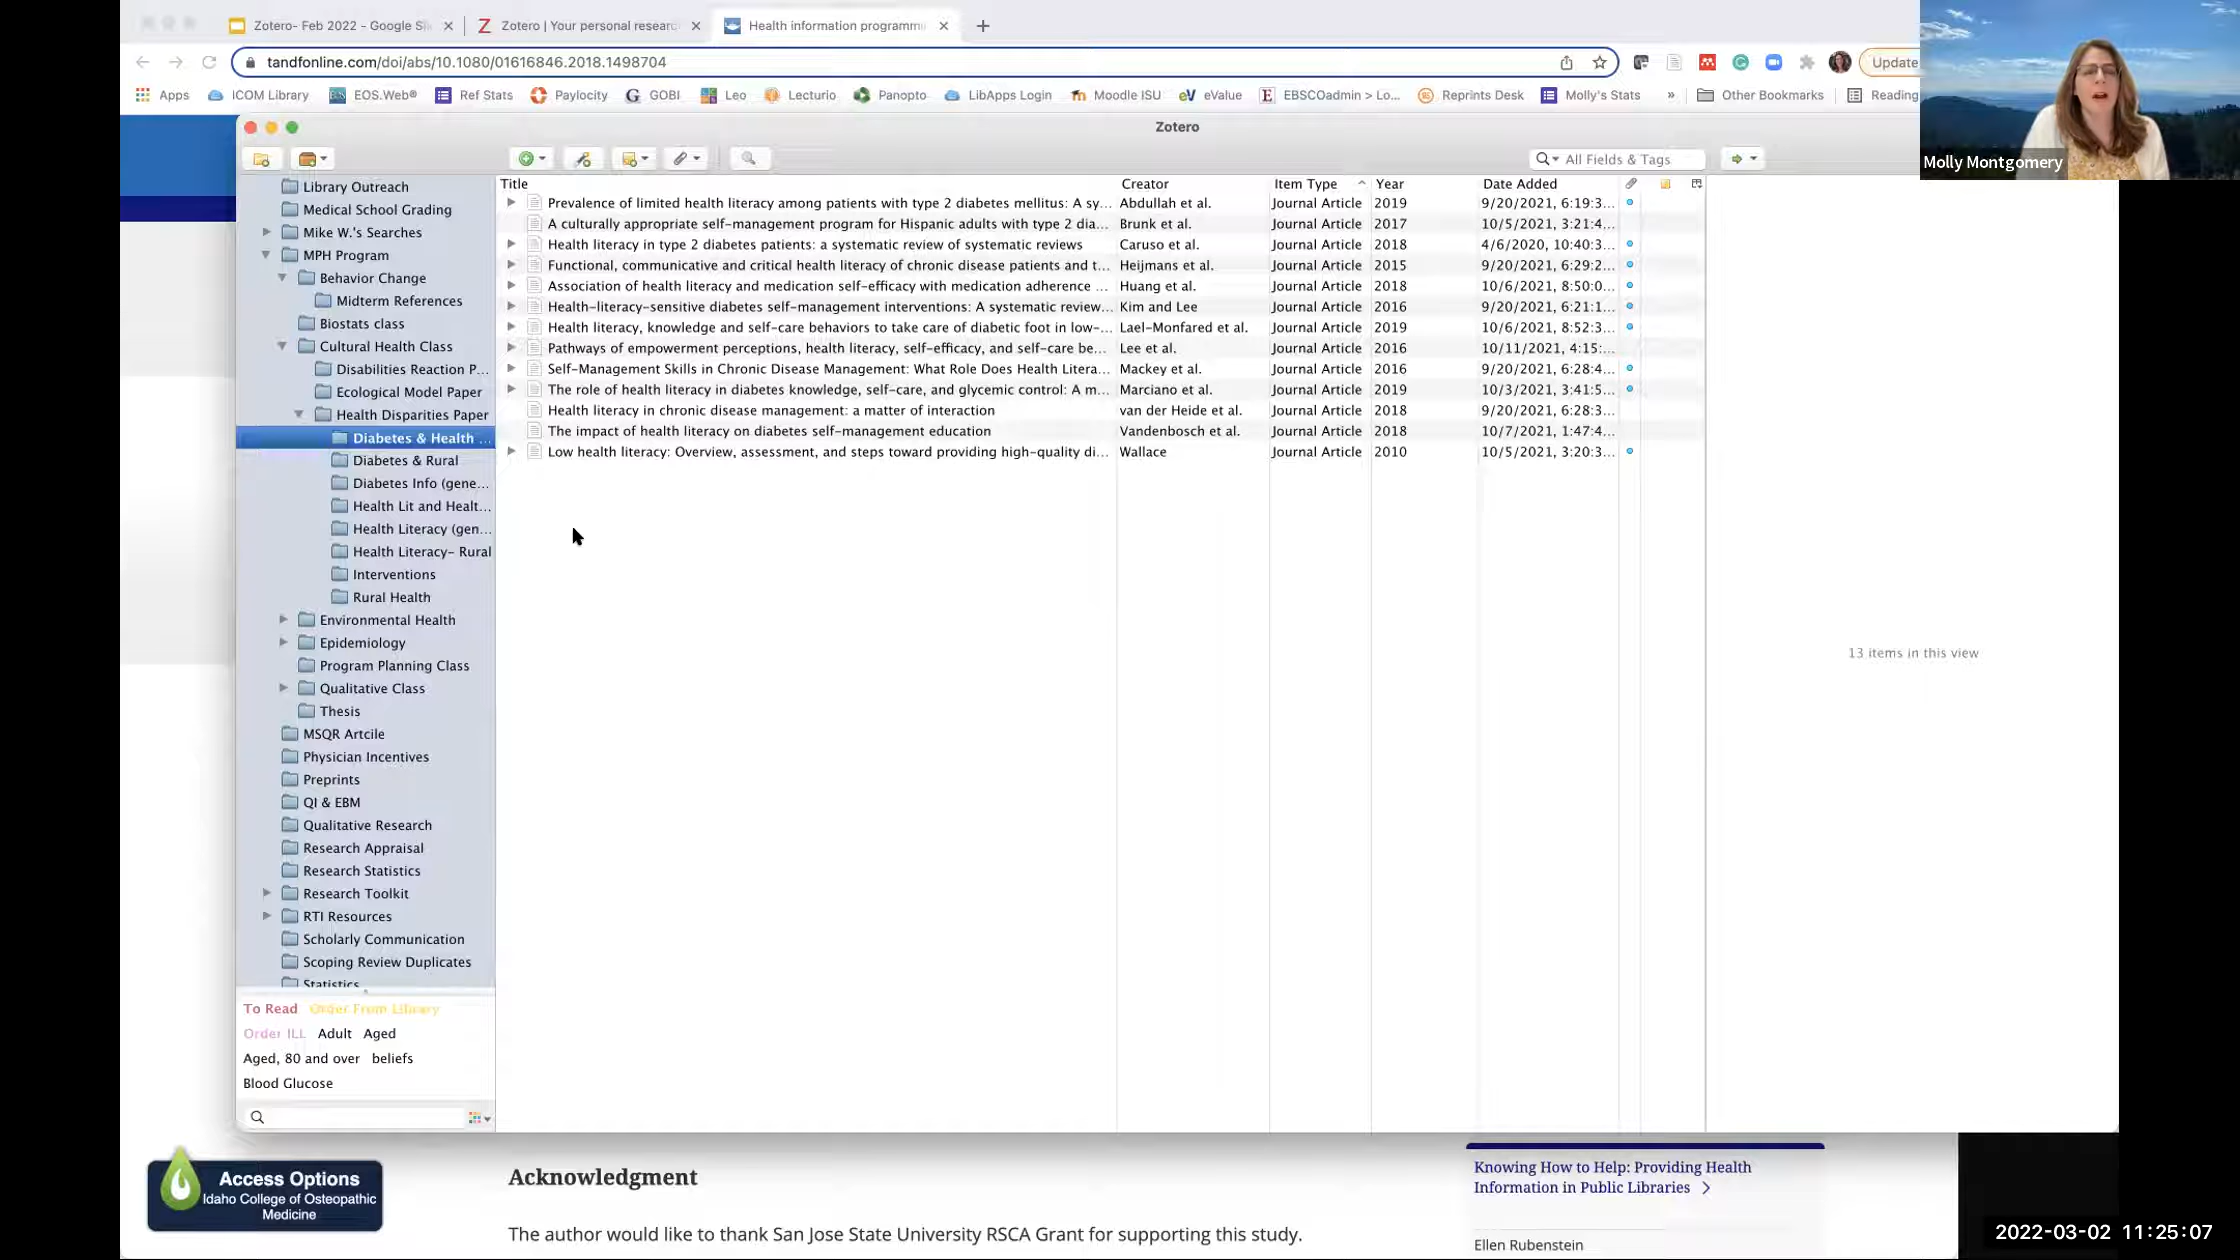 Zotero- Feb 2022 - Google Sli
Zotero | Your personal researc
Health information programmi
tandfonline.com/doi/abs/10.1080/01616846.2018.1498704
Update
Apps
ICOM Library
EOS.Web®
Ref Stats
Paylocity
GOBI
Leo
Lecturio
Panopto
LibApps Login
Moodle ISU
eValue
EBSCOadmin > Lo...
Reprints Desk
Molly's Stats
»
Other Bookmarks
Reading
Molly Montgomery
Zotero
All Fields & Tags
Library Outreach
Medical School Grading
Mike W.'s Searches
MPH Program
Behavior Change
Midterm References
Biostats class
Cultural Health Class
Disabilities Reaction P...
Ecological Model Paper
Health Disparities Paper
Diabetes & Health ...
Diabetes & Rural
Diabetes Info (gene...
Health Lit and Healt...
Health Literacy (gen...
Health Literacy- Rural
Interventions
Rural Health
Environmental Health
Epidemiology
Program Planning Class
Qualitative Class
Thesis
MSQR Artcile
Physician Incentives
Preprints
QI & EBM
Qualitative Research
Research Appraisal
Research Statistics
Research Toolkit
RTI Resources
Scholarly Communication
Scoping Review Duplicates
Statistics
To Read Order From Library
Order ILL Adult Aged
Aged, 80 and over beliefs
Blood Glucose
Title Creator Item Type Year Date Added
Prevalence of limited health literacy among patients with type 2 diabetes mellitus: A sy... Abdullah et al. Journal Article 2019 9/20/2021, 6:19:3...
A culturally appropriate self-management program for Hispanic adults with type 2 dia... Brunk et al. Journal Article 2017 10/5/2021, 3:21:4...
Health literacy in type 2 diabetes patients: a systematic review of systematic reviews Caruso et al. Journal Article 2018 4/6/2020, 10:40:3...
Functional, communicative and critical health literacy of chronic disease patients and t... Heijmans et al. Journal Article 2015 9/20/2021, 6:29:2...
Association of health literacy and medication self-efficacy with medication adherence ... Huang et al. Journal Article 2018 10/6/2021, 8:50:0...
Health-literacy-sensitive diabetes self-management interventions: A systematic review... Kim and Lee Journal Article 2016 9/20/2021, 6:21:1...
Health literacy, knowledge and self-care behaviors to take care of diabetic foot in low-... Lael-Monfared et al. Journal Article 2019 10/6/2021, 8:52:3...
Pathways of empowerment perceptions, health literacy, self-efficacy, and self-care be... Lee et al. Journal Article 2016 10/11/2021, 4:15:...
Self-Management Skills in Chronic Disease Management: What Role Does Health Litera... Mackey et al. Journal Article 2016 9/20/2021, 6:28:4...
The role of health literacy in diabetes knowledge, self-care, and glycemic control: A m... Marciano et al. Journal Article 2019 10/3/2021, 3:41:5...
Health literacy in chronic disease management: a matter of interaction van der Heide et al. Journal Article 2018 9/20/2021, 6:28:3...
The impact of health literacy on diabetes self-management education Vandenbosch et al. Journal Article 2018 10/7/2021, 1:47:4...
Low health literacy: Overview, assessment, and steps toward providing high-quality di... Wallace Journal Article 2010 10/5/2021, 3:20:3...
13 items in this view
Access Options
Idaho College of Osteopathic
Medicine
Acknowledgment
The author would like to thank San Jose State University RSCA Grant for supporting this study.
Knowing How to Help: Providing Health
Information in Public Libraries
Ellen Rubenstein
2022-03-02 11:25:07